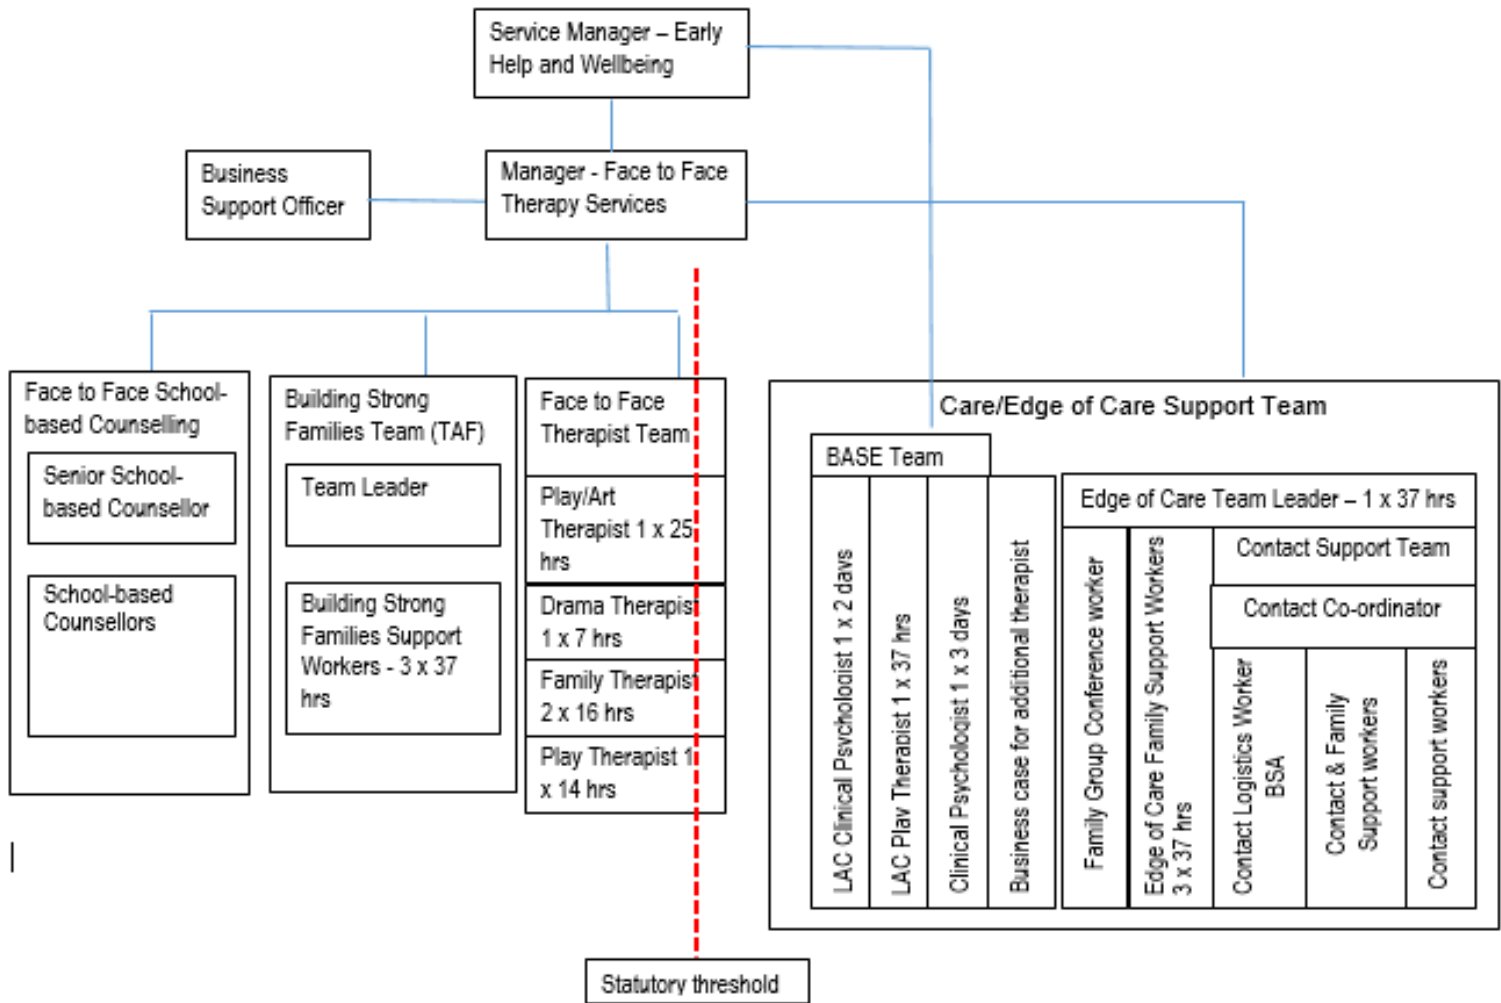 Service Manager – Early
Help and Wellbeing
Business
Support Officer
Manager - Face to Face
Therapy Services
Face to Face School-
based Counselling
Senior School-
based Counsellor
School-based
Counsellors
Building Strong
Families Team (TAF)
Team Leader
Building Strong
Families Support
Workers - 3 x 37
hrs
Face to Face
Therapist Team
Play/Art
Therapist 1 x 25
hrs
Drama Therapist
1 x 7 hrs
Family Therapist
2 x 16 hrs
Play Therapist 1
x 14 hrs
Care/Edge of Care Support Team
BASE Team
LAC Clinical Psychologist 1 x 2 days
LAC Play Therapist 1 x 37 hrs
Clinical Psychologist 1 x 3 days
Business case for additional therapist
Edge of Care Team Leader – 1 x 37 hrs
Family Group Conference worker
Edge of Care Family Support Workers
3 x 37 hrs
Contact Support Team
Contact Co-ordinator
Contact Logistics Worker
BSA
Contact & Family
Support workers
Contact support workers
Statutory threshold